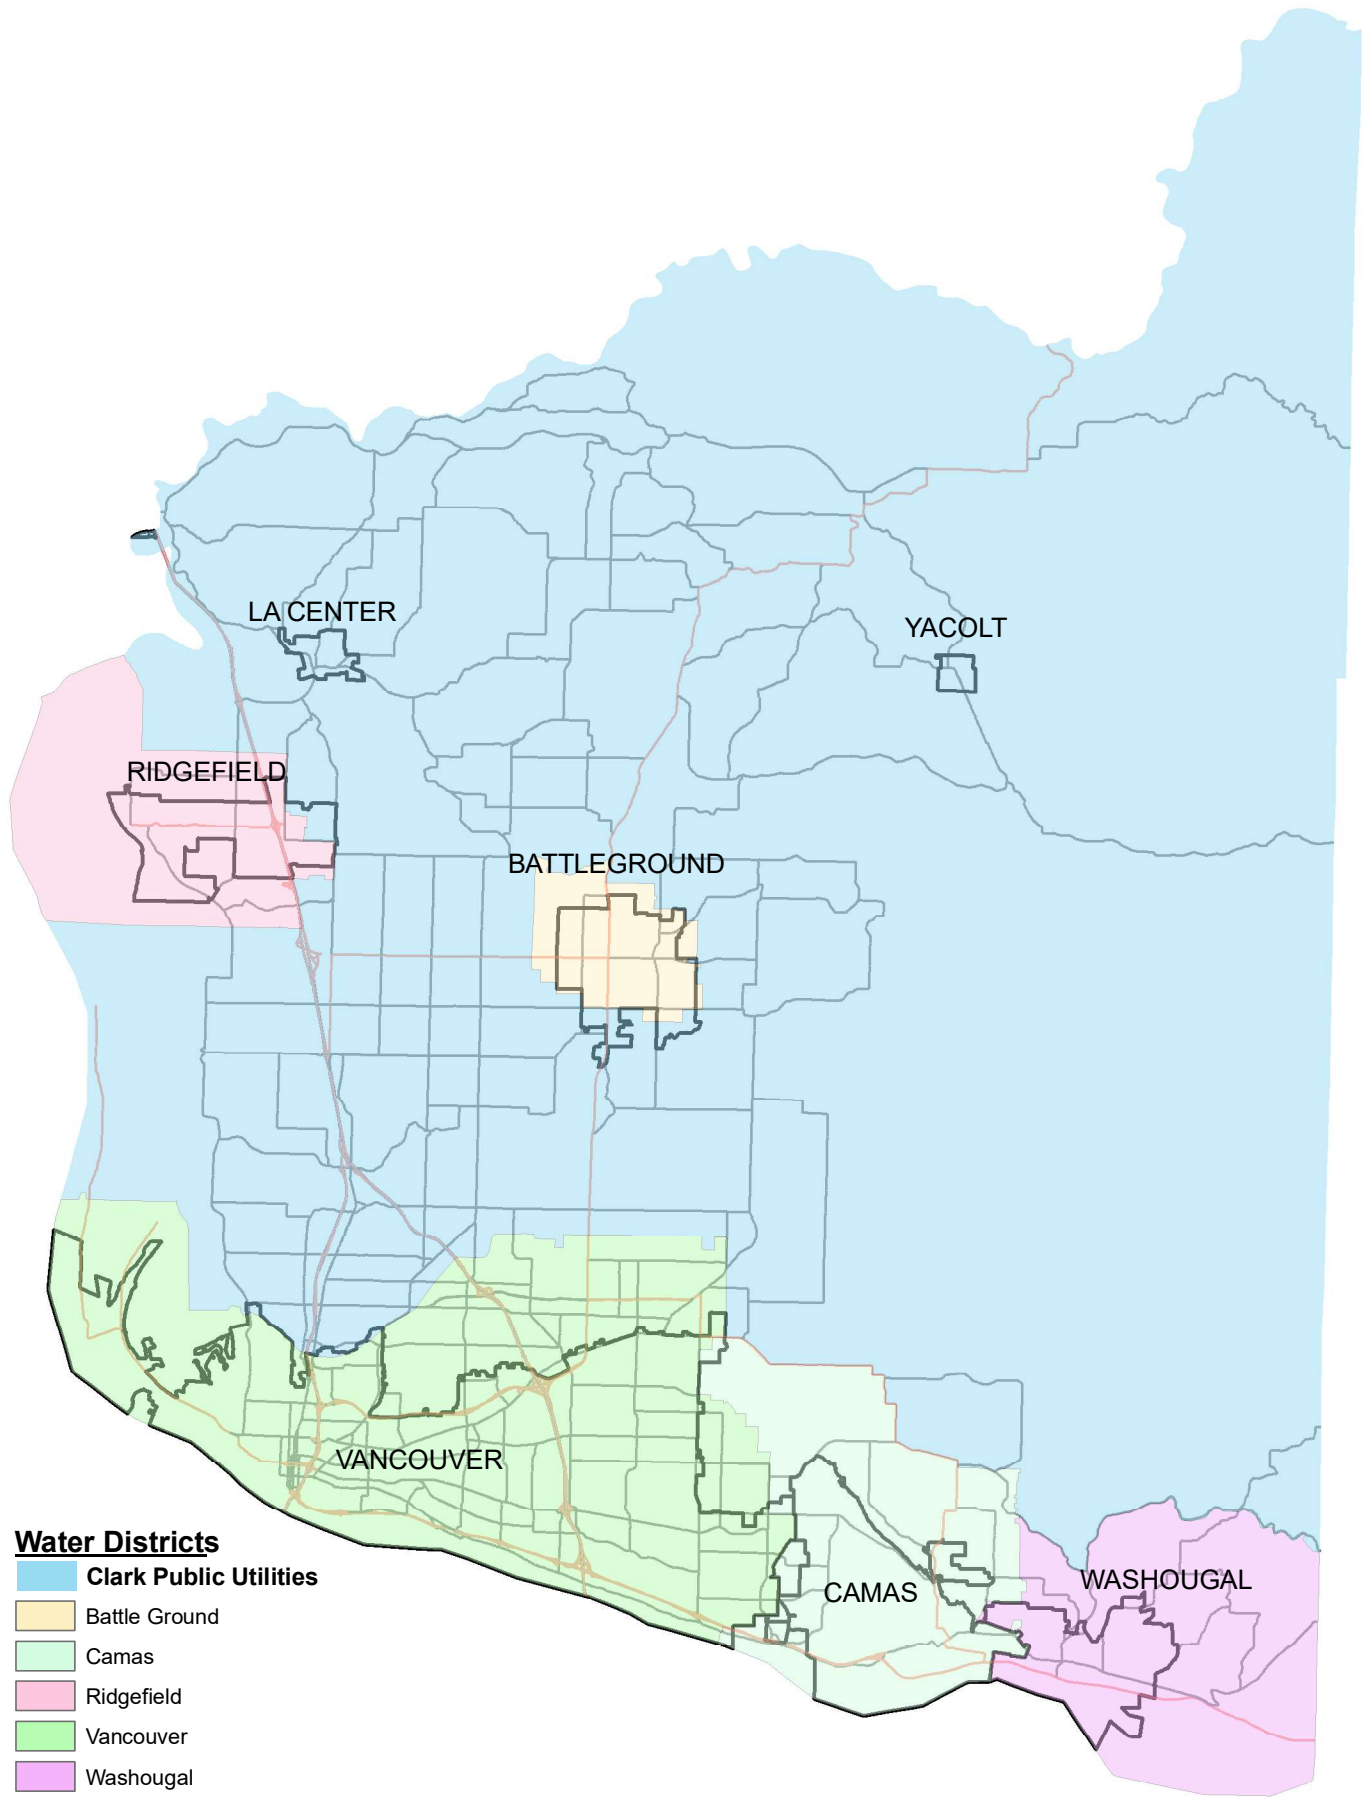 LA CENTER
YACOLT
RIDGEFIELD
BATTLEGROUND
VANCOUVER
CAMAS
WASHOUGAL
Water Districts
Clark Public Utilities
Battle Ground
Camas
Ridgefield
Vancouver
Washougal